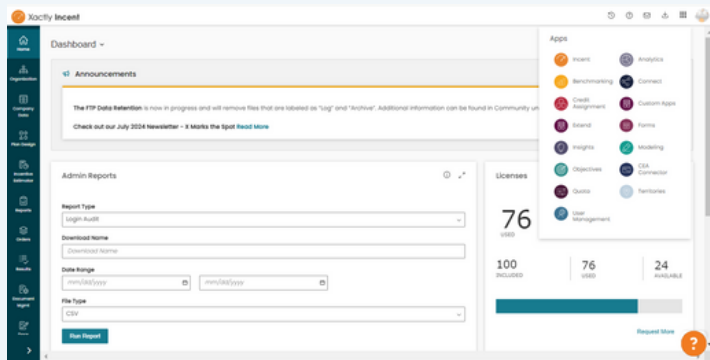 Xactly Incent
Home
Organization
Company
Data
Plan Design
Incentive
Estimator
Reports
Orders
Results
Document
Mgmt
Dashboard
Announcements
The FTP Data Retention is now in progress and will remove files that are labeled as "Log" and "Archive". Additional information can be found in Community un
Check out our July 2024 Newsletter - X Marks the Spot Read More
Admin Reports
Report Type
Login Audit
Download Name
Download Name
Date Range
mm/dd/yyyy
mm/dd/yyyy
File Type
CSV
Run Report
Licenses
76
USED
100
INCLUDED
76
USED
24
AVAILABLE
Request More
Apps
Incent
Analytics
Benchmarking
Connect
Credit
Assignment
Custom Apps
Extend
Forms
Insights
Modeling
Objectives
CEA
Connector
Quota
Territories
User
Management
?